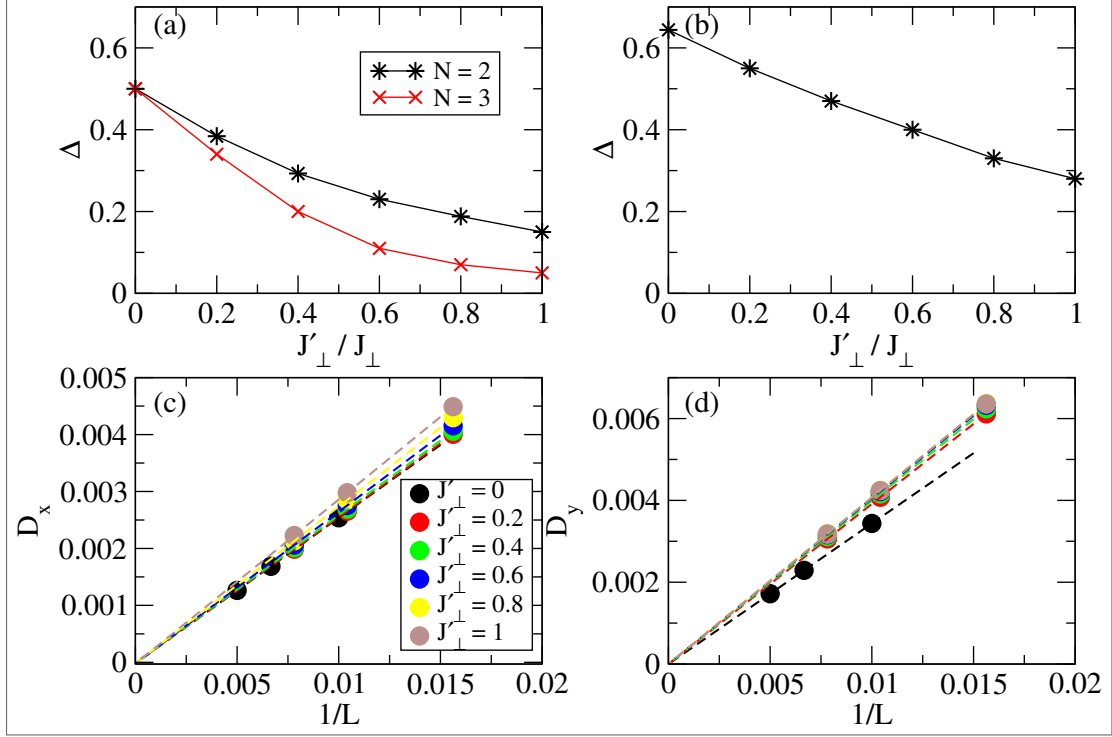 (a)
0.6
0.4
0.2
0
Δ
N = 2
N = 3
0 0.2 0.4 0.6 0.8 1
J′⊥ / J⊥
(b)
0.6
0.4
0.2
0
Δ
0 0.2 0.4 0.6 0.8 1
J′⊥ / J⊥
(c)
0.005
0.004
0.003
0.002
0.001
0
Dx
J′⊥ = 0
J′⊥ = 0.2
J′⊥ = 0.4
J′⊥ = 0.6
J′⊥ = 0.8
J′⊥ = 1
0 0.005 0.01 0.015 0.02
1/L
(d)
0.006
0.004
0.002
0
Dy
0 0.005 0.01 0.015 0.02
1/L